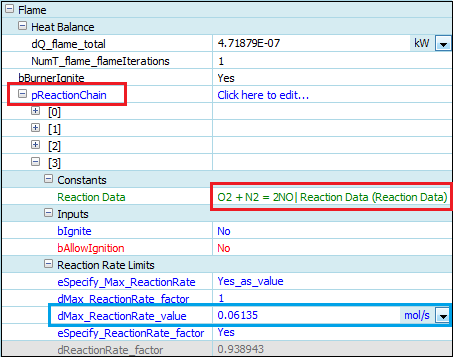 Flame
Heat Balance
dQ_flame_total 4.71879E-07 kW
NumT_flame_flameIterations 1
bBurnerIgnite Yes
pReactionChain Click here to edit...
[0]
[1]
[2]
[3]
Constants
Reaction Data O2 + N2 = 2NO| Reaction Data (Reaction Data)
Inputs
bIgnite No
bAllowIgnition No
Reaction Rate Limits
eSpecify_Max_ReactionRate Yes_as_value
dMax_ReactionRate_factor 1
dMax_ReactionRate_value 0.06135 mol/s
eSpecify_ReactionRate_factor Yes
dReactionRate_factor 0.938943